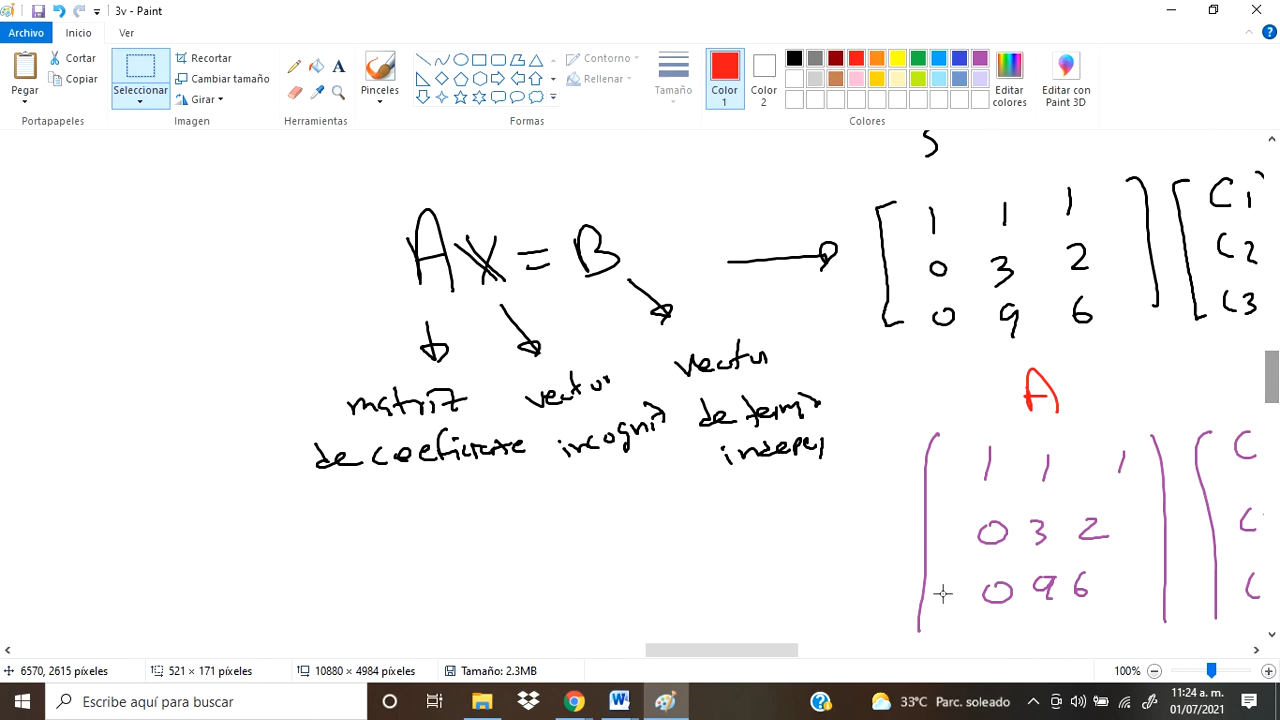 3v - Paint
Archivo Inicio Ver
Pegar
Cortar
Copiar
Portapapeles
Seleccionar
Recortar
Cambiar tamaño
Girar
Imagen
A
Herramientas
Pinceles
Contorno
Rellenar
Formas
Tamaño
Color 1
Color 2
Editar colores
Editar con Paint 3D
Colores
AX = B
matriz
de coeficiente
vector
incognit
vector
de termi
indepe
1 1 1
0 3 2
0 9 6
C1
C2
C3
A
1 1 1
0 3 2
0 9 6
C
C
C
6570, 2615 píxeles
521 × 171 píxeles
10880 × 4984 píxeles
Tamaño: 2.3MB
100%
Escribe aquí para buscar
33°C Parc. soleado
11:24 a. m.
01/07/2021